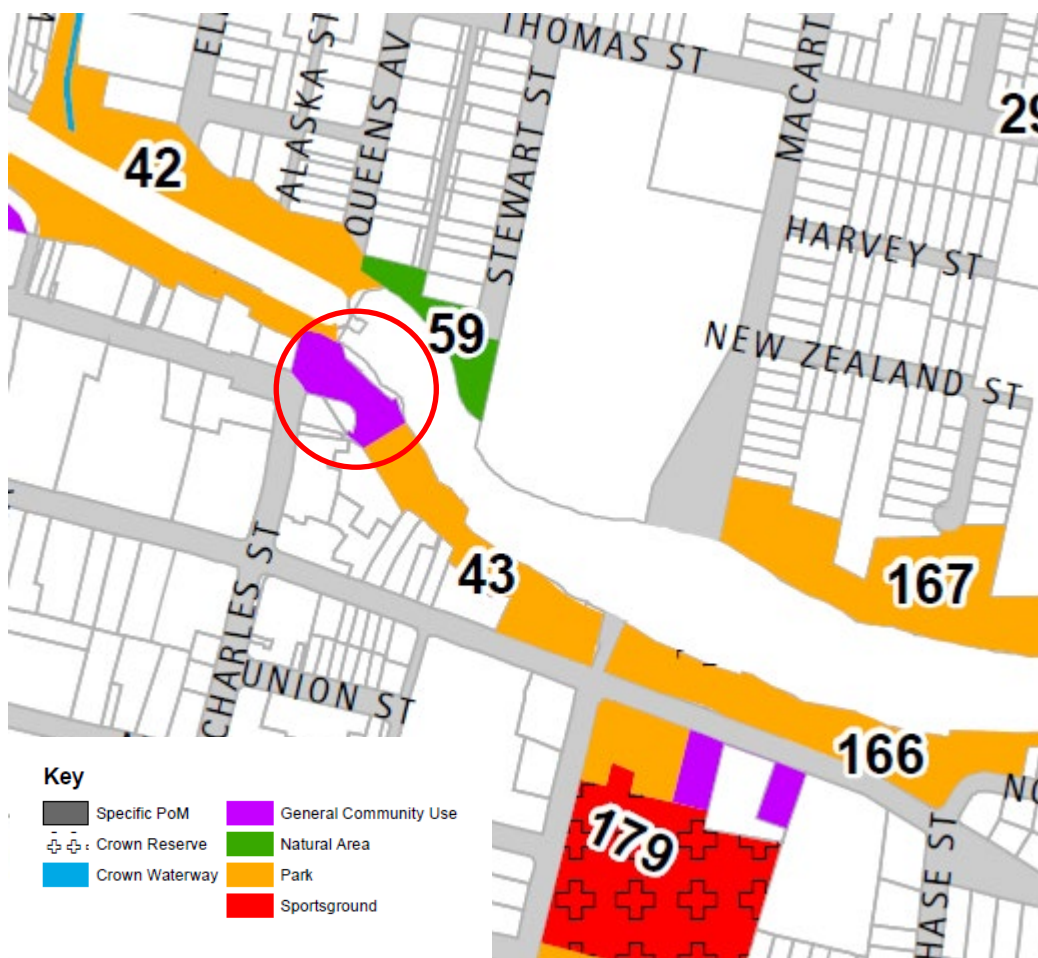 THOMAS ST
ALASKA ST
QUEENS AV
STEWART ST
MACART
29
42
HARVEY ST
59
NEW ZEALAND ST
CHARLES ST
43
167
UNION ST
166
179
CHASE ST
NO
Key
Specific PoM
Crown Reserve
Crown Waterway
General Community Use
Natural Area
Park
Sportsground